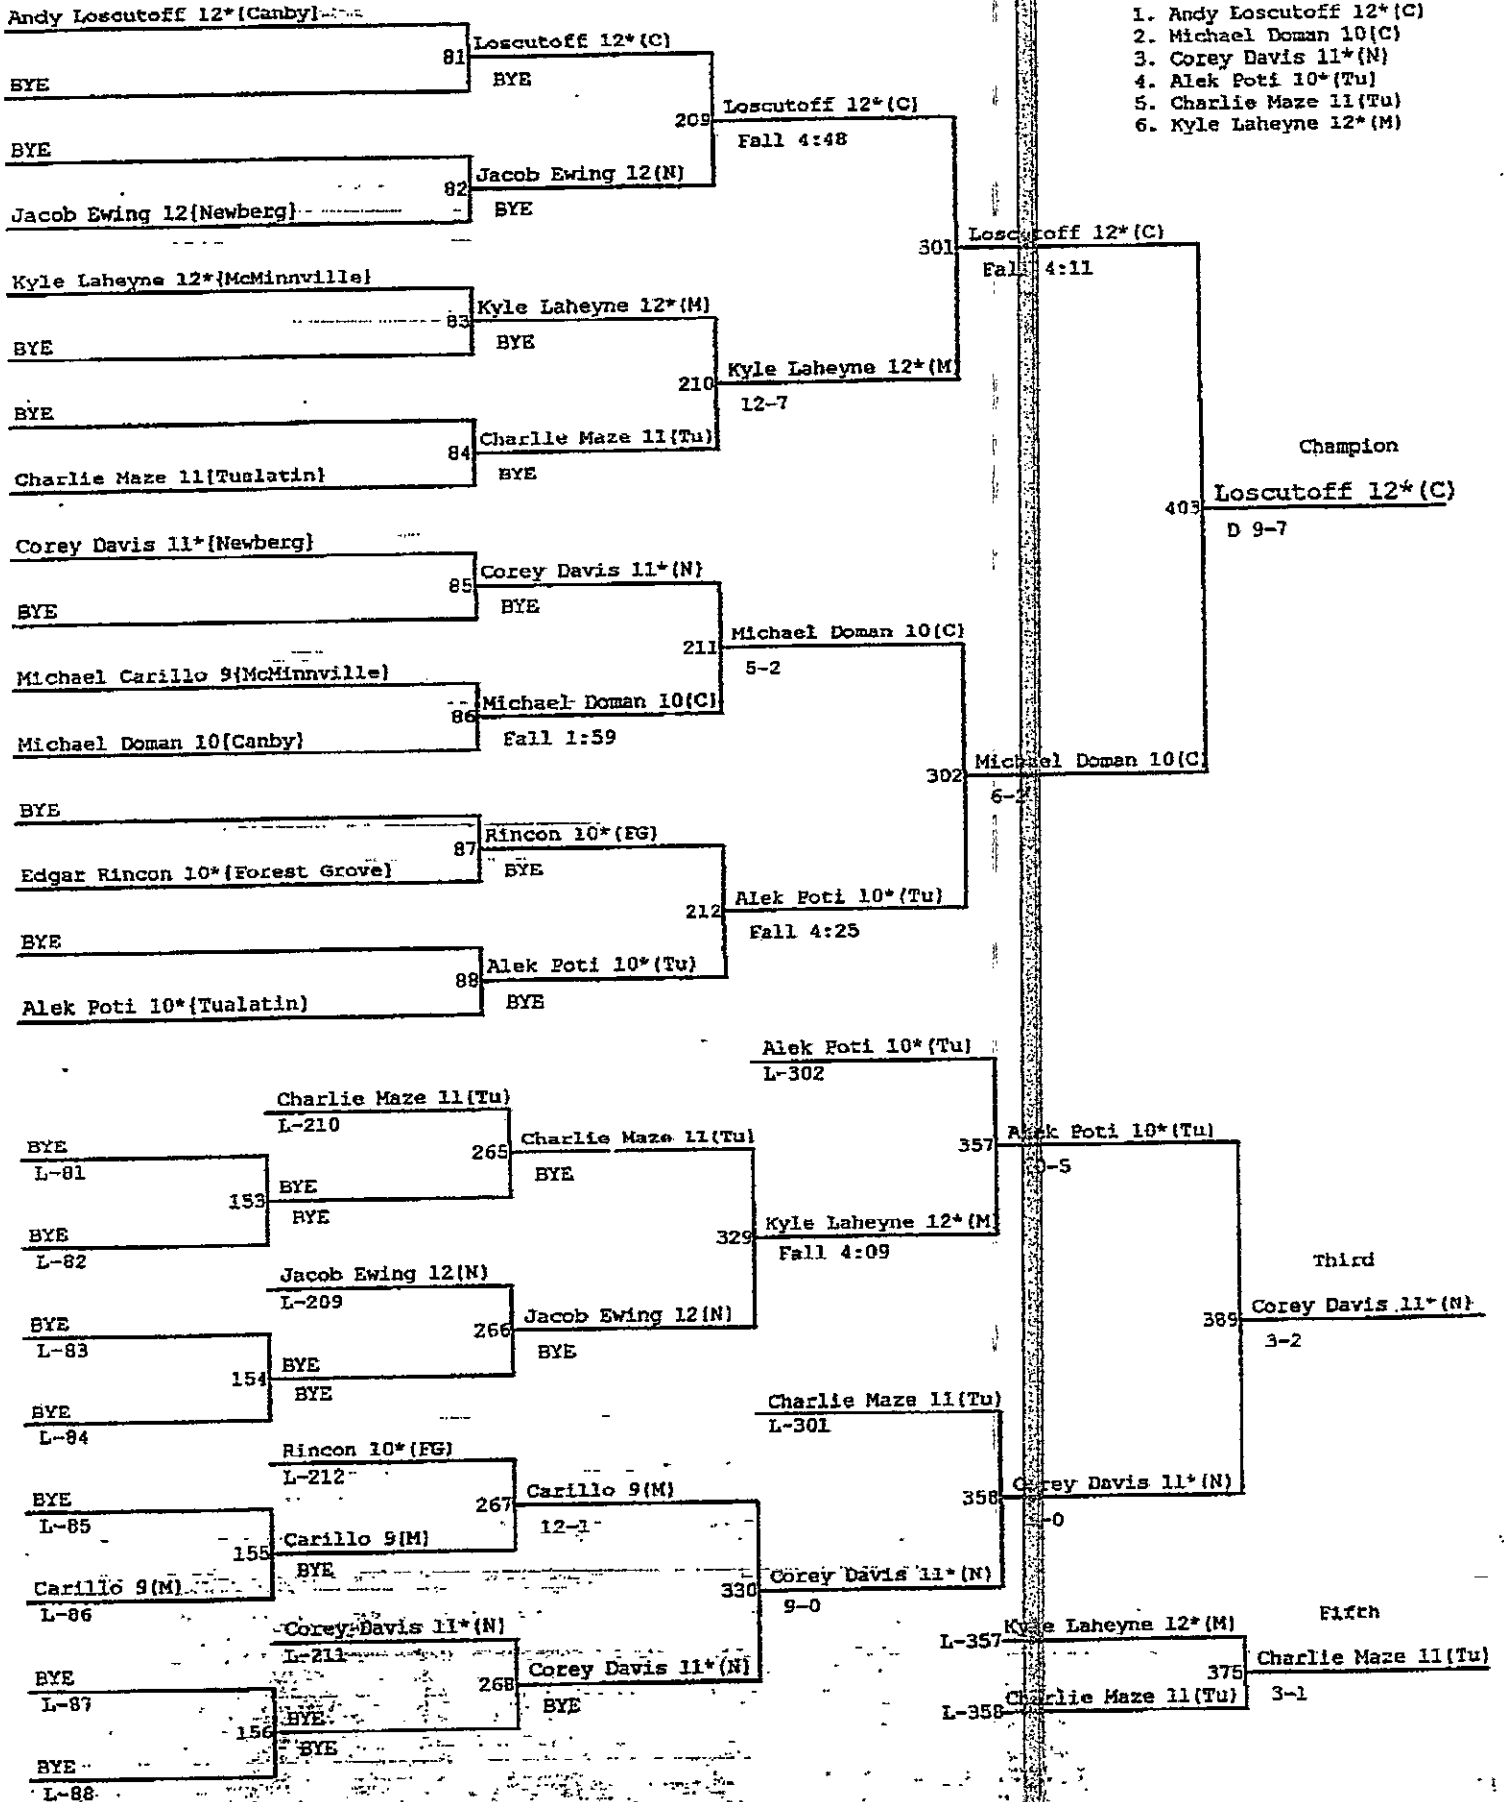 Andy Loscutoff 12*(Canby)
Loscutoff 12*(C)
81
BYE
BYE
Loscutoff 12*(C)
209
Fall 4:48
BYE
Jacob Ewing 12(N)
82
BYE
Jacob Ewing 12(Newberg)
Loscutoff 12*(C)
301
Fall 4:11
Kyle Laheyne 12*(McMinnville)
Kyle Laheyne 12*(M)
83
BYE
BYE
Kyle Laheyne 12*(M
210
12-7
BYE
Charlie Maze 11(Tu)
84
BYE
Charlie Maze 11(Tualatin)
1. Andy Loscutoff 12*(C)
2. Michael Doman 10(C)
3. Corey Davis 11*(N)
4. Alek Poti 10*(Tu)
5. Charlie Maze 11(Tu)
6. Kyle Laheyne 12*(M)
Champion
Loscutoff 12*(C)
403
D 9-7
Corey Davis 11*(Newberg)
Corey Davis 11*(N)
85
BYE
BYE
Michael Doman 10(C)
211
5-2
Michael Carillo 9(McMinnville)
Michael Doman 10(C)
86
Fall 1:59
Michael Doman 10(Canby)
Michael Doman 10(C
302
BYE
Rincon 10*(FG)
87
BYE
Edgar Rincon 10*(Forest Grove)
Alek Poti 10*(Tu)
212
Fall 4:25
BYE
Alek Poti 10*(Tu)
88
BYE
Alek Poti 10*(Tualatin)
Alek Poti 10*(Tu)
L-302
Charlie Maze 11(Tu)
L-210
Charlie Maze 11(Tu)
265
BYE
BYE
L-81
153
BYE
BYE
BYE
L-82
Alek Poti 10*(Tu)
357
Kyle Laheyne 12*(M
329
Fall 4:09
Jacob Ewing 12(N)
L-209
Jacob Ewing 12(N)
266
BYE
BYE
L-83
154
BYE
BYE
BYE
L-84
Third
Corey Davis 11*(N)
389
3-2
Charlie Maze 11(Tu)
L-301
Rincon 10*(FG)
L-212
Carillo 9(M)
267
12-1
BYE
L-85
155
Carillo 9(M)
BYE
Carillo 9(M)
L-86
Corey Davis 11*(N)
358
Corey Davis 11*(N)
330
9-0
Corey Davis 11*(N)
L-211
Corey Davis 11*(N)
268
BYE
BYE
L-87
156
BYE
BYE
BYE
L-88
Fifth
L-357
Kyle Laheyne 12*(M)
375
Charlie Maze 11(Tu)
3-1
L-358
Charlie Maze 11(Tu)